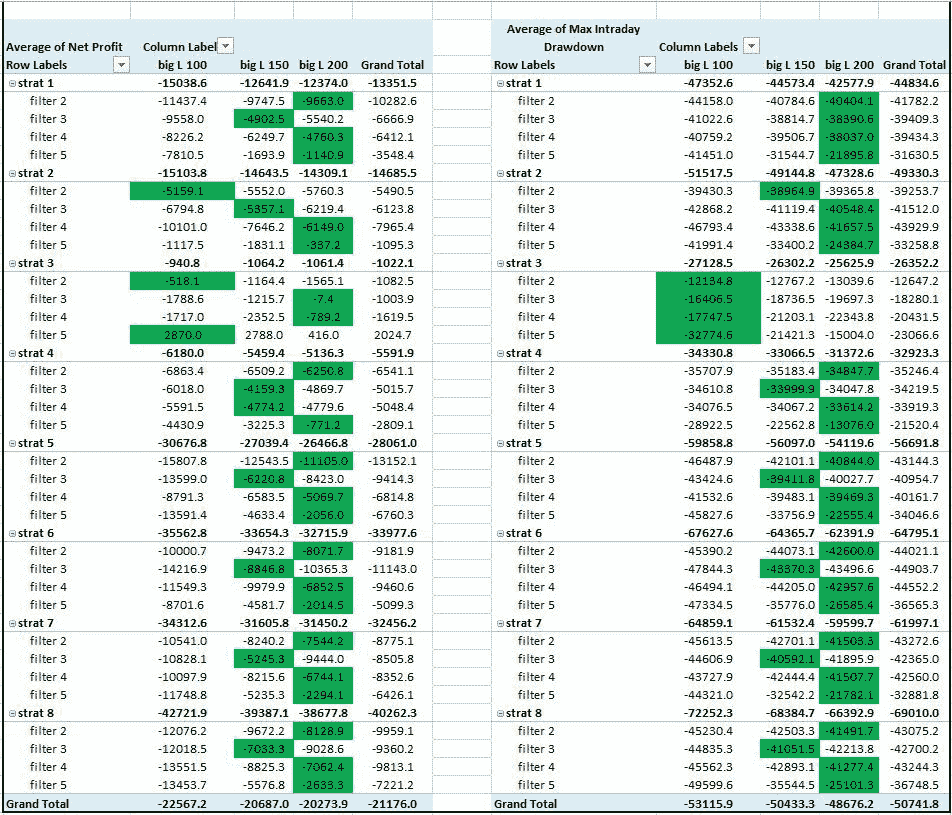 Average of Max Intraday
Average of Net Profit Column Label Drawdown Column Labels
Row Labels big L 100 big L 150 big L 200 Grand Total Row Labels big L 100 big L 150 big L 200 Grand Total
strat 1 -15038.6 -12641.9 -12374.0 -13351.5 strat 1 -47352.6 -44573.4 -42577.9 -44834.6
filter 2 -11437.4 -9747.5 -9663.0 -10282.6 filter 2 -44158.0 -40784.6 -40404.1 -41782.2
filter 3 -9558.0 -4902.5 -5540.2 -6666.9 filter 3 -41022.6 -38814.7 -38390.6 -39409.3
filter 4 -8226.2 -6249.7 -4760.3 -6412.1 filter 4 -40759.2 -39506.7 -38037.0 -39434.3
filter 5 -7810.5 -1693.9 -1140.9 -3548.4 filter 5 -41451.0 -31544.7 -21895.8 -31630.5
strat 2 -15103.8 -14643.5 -14309.1 -14685.5 strat 2 -51517.5 -49144.8 -47328.6 -49330.3
filter 2 -5159.1 -5552.0 -5760.3 -5490.5 filter 2 -39430.3 -38964.9 -39365.8 -39253.7
filter 3 -6794.8 -5357.1 -6219.4 -6123.8 filter 3 -42868.2 -41119.4 -40548.4 -41512.0
filter 4 -10101.0 -7646.2 -6149.0 -7965.4 filter 4 -46793.4 -43338.6 -41657.5 -43929.9
filter 5 -1117.5 -1831.1 -337.2 -1095.3 filter 5 -41991.4 -33400.2 -24384.7 -33258.8
strat 3 -940.8 -1064.2 -1061.4 -1022.1 strat 3 -27128.5 -26302.2 -25625.9 -26352.2
filter 2 -518.1 -1164.4 -1565.1 -1082.5 filter 2 -12134.8 -12767.2 -13039.6 -12647.2
filter 3 -1788.6 -1215.7 -7.4 -1003.9 filter 3 -16406.5 -18736.5 -19697.3 -18280.1
filter 4 -1717.0 -2352.5 -789.2 -1619.5 filter 4 -17747.5 -21203.1 -22343.8 -20431.5
filter 5 2870.0 2788.0 416.0 2024.7 filter 5 -32774.6 -21421.3 -15004.0 -23066.6
strat 4 -6180.0 -5459.4 -5136.3 -5591.9 strat 4 -34330.8 -33066.5 -31372.6 -32923.3
filter 2 -6863.4 -6509.2 -6250.8 -6541.1 filter 2 -35707.9 -35183.4 -34847.7 -35246.4
filter 3 -6018.0 -4159.3 -4869.7 -5015.7 filter 3 -34610.8 -33999.9 -34047.8 -34219.5
filter 4 -5591.5 -4774.2 -4779.6 -5048.4 filter 4 -34076.5 -34067.2 -33614.2 -33919.3
filter 5 -4430.9 -3225.3 -771.2 -2809.1 filter 5 -28922.5 -22562.8 -13076.0 -21520.4
strat 5 -30676.8 -27039.4 -26466.8 -28061.0 strat 5 -59858.8 -56097.0 -54119.6 -56691.8
filter 2 -15807.8 -12543.5 -11105.0 -13152.1 filter 2 -46487.9 -42101.1 -40844.0 -43144.3
filter 3 -13599.0 -6220.8 -8423.0 -9414.3 filter 3 -43424.6 -39411.8 -40027.7 -40954.7
filter 4 -8791.3 -6583.5 -5069.7 -6814.8 filter 4 -41532.6 -39483.1 -39469.3 -40161.7
filter 5 -13591.4 -4633.4 -2056.0 -6760.3 filter 5 -45827.6 -33756.9 -22555.4 -34046.6
strat 6 -35562.8 -33654.3 -32715.9 -33977.6 strat 6 -67627.6 -64365.7 -62391.9 -64795.1
filter 2 -10000.7 -9473.2 -8071.7 -9181.9 filter 2 -45390.2 -44073.1 -42600.0 -44021.1
filter 3 -14216.9 -8846.8 -10365.3 -11143.0 filter 3 -47844.3 -43370.3 -43496.6 -44903.7
filter 4 -11549.3 -9979.9 -6852.5 -9460.6 filter 4 -46494.1 -44205.0 -42957.6 -44552.2
filter 5 -8701.6 -4581.7 -2014.5 -5099.3 filter 5 -47334.5 -35776.0 -26585.4 -36565.3
strat 7 -34312.6 -31605.8 -31450.2 -32456.2 strat 7 -64859.1 -61532.4 -59599.7 -61997.1
filter 2 -10541.0 -8240.2 -7544.2 -8775.1 filter 2 -45613.5 -42701.1 -41503.3 -43272.6
filter 3 -10828.1 -5245.3 -9444.0 -8505.8 filter 3 -44606.9 -40592.1 -41895.9 -42365.0
filter 4 -10097.9 -8215.6 -6744.1 -8352.6 filter 4 -43727.9 -42444.4 -41507.7 -42560.0
filter 5 -11748.8 -5235.3 -2294.1 -6426.1 filter 5 -44321.0 -32542.2 -21782.1 -32881.8
strat 8 -42721.9 -39387.1 -38677.8 -40262.3 strat 8 -72252.3 -68384.7 -66392.9 -69010.0
filter 2 -12076.2 -9672.2 -8128.9 -9959.1 filter 2 -45230.4 -42503.3 -41491.7 -43075.2
filter 3 -12018.5 -7033.3 -9028.6 -9360.2 filter 3 -44835.3 -41051.5 -42213.8 -42700.2
filter 4 -13551.5 -8825.3 -7062.4 -9813.1 filter 4 -45562.3 -42893.1 -41277.4 -43244.3
filter 5 -13453.7 -5576.8 -2633.3 -7221.2 filter 5 -49599.6 -35544.5 -25101.3 -36748.5
Grand Total -22567.2 -20687.0 -20273.9 -21176.0 Grand Total -53115.9 -50433.3 -48676.2 -50741.8